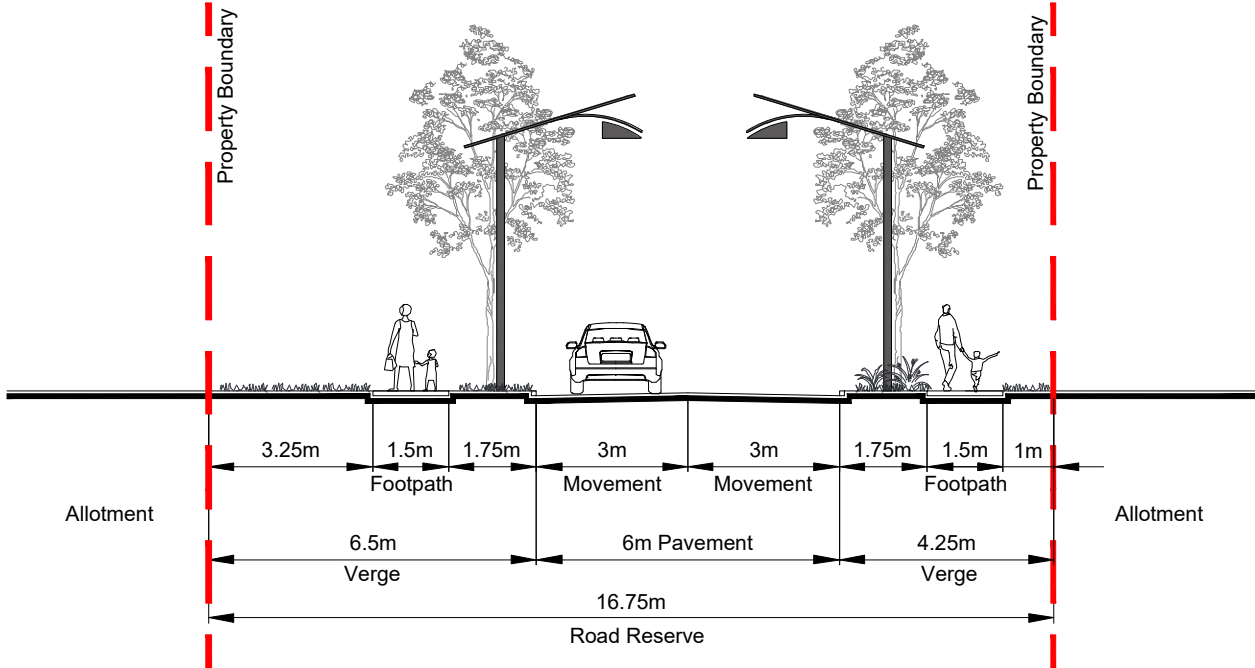 Property Boundary
Property Boundary
3.25m
1.5m
1.75m
3m
3m
1.75m
1.5m
1m
Footpath
Movement
Movement
Footpath
Allotment
Allotment
6.5m
6m Pavement
4.25m
Verge
Verge
16.75m
Road Reserve